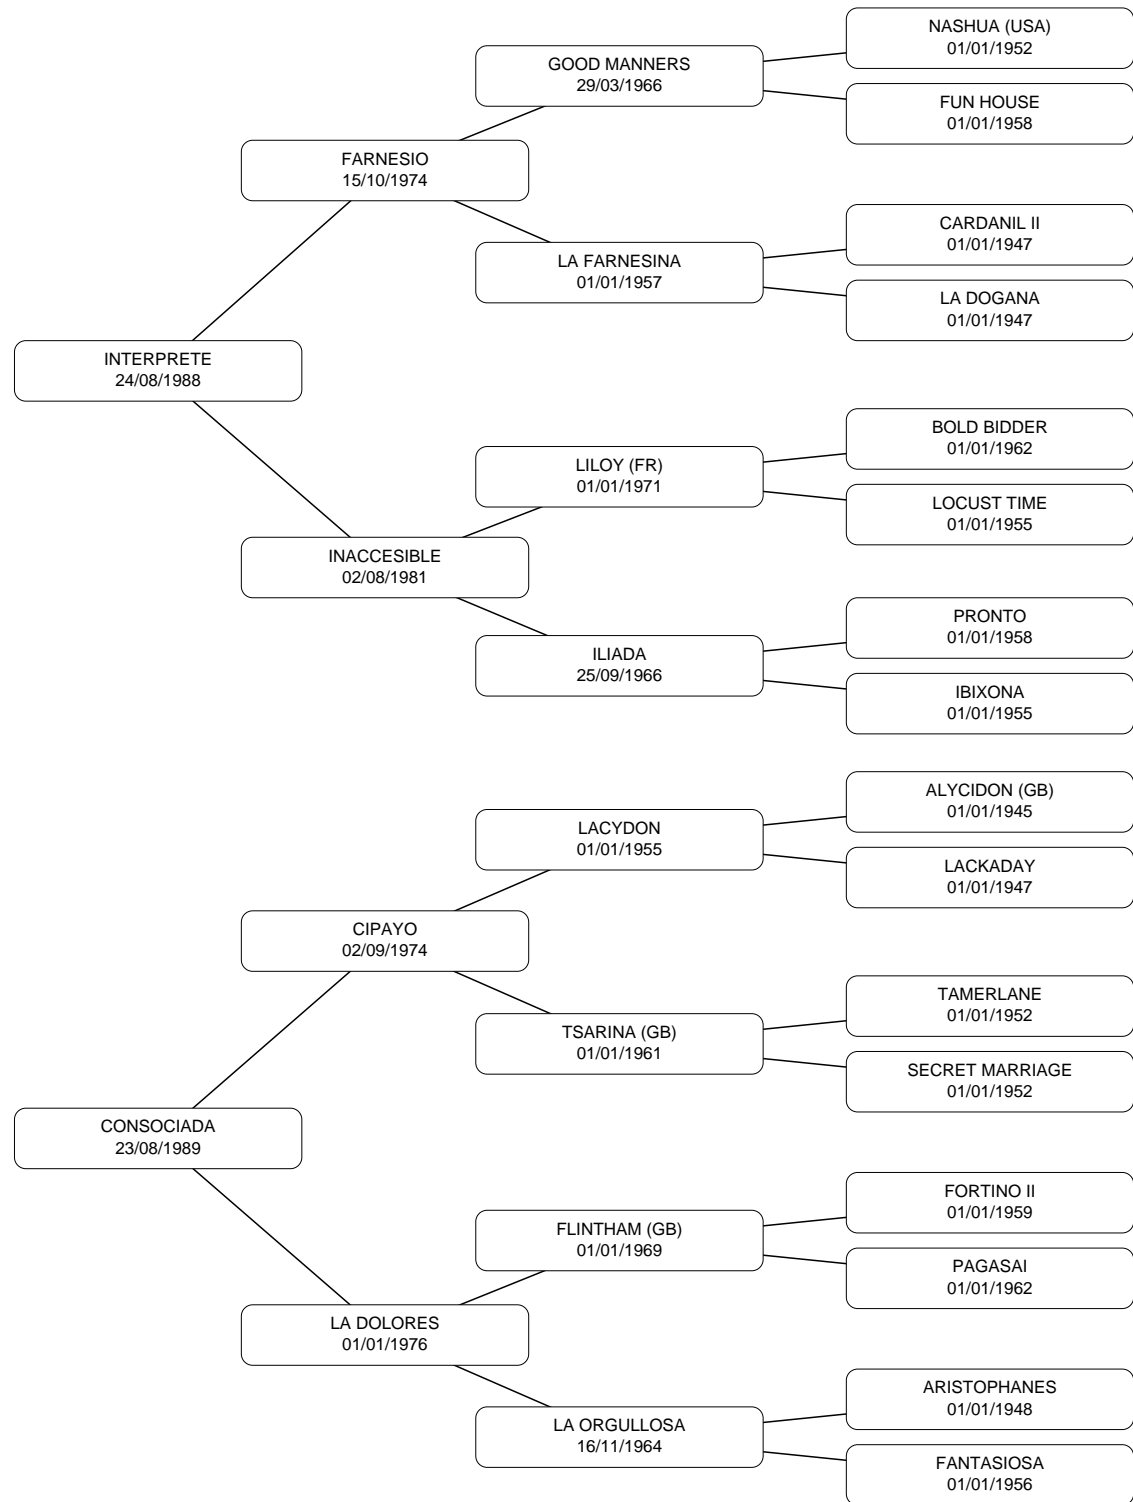 NASHUA (USA)
01/01/1952
GOOD MANNERS
29/03/1966
FUN HOUSE
01/01/1958
FARNESIO
15/10/1974
CARDANIL II
01/01/1947
LA FARNESINA
01/01/1957
LA DOGANA
01/01/1947
INTERPRETE
24/08/1988
BOLD BIDDER
01/01/1962
LILOY (FR)
01/01/1971
LOCUST TIME
01/01/1955
INACCESIBLE
02/08/1981
PRONTO
01/01/1958
ILIADA
25/09/1966
IBIXONA
01/01/1955
ALYCIDON (GB)
01/01/1945
LACYDON
01/01/1955
LACKADAY
01/01/1947
CIPAYO
02/09/1974
TAMERLANE
01/01/1952
TSARINA (GB)
01/01/1961
SECRET MARRIAGE
01/01/1952
CONSOCIADA
23/08/1989
FORTINO II
01/01/1959
FLINTHAM (GB)
01/01/1969
PAGASAI
01/01/1962
LA DOLORES
01/01/1976
ARISTOPHANES
01/01/1948
LA ORGULLOSA
16/11/1964
FANTASIOSA
01/01/1956